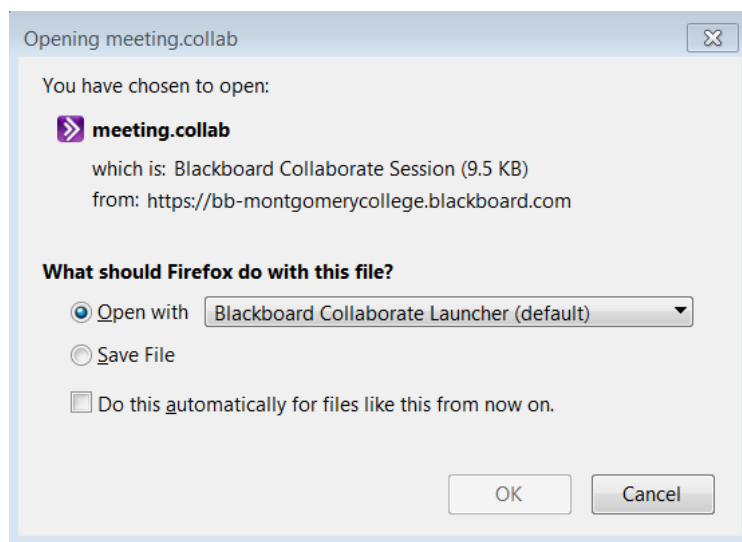 Opening meeting.collab
You have chosen to open:
meeting.collab
which is: Blackboard Collaborate Session (9.5 KB)
from: https://bb-montgomerycollege.blackboard.com
What should Firefox do with this file?
Open with Blackboard Collaborate Launcher (default)
Save File
Do this automatically for files like this from now on.
OK Cancel